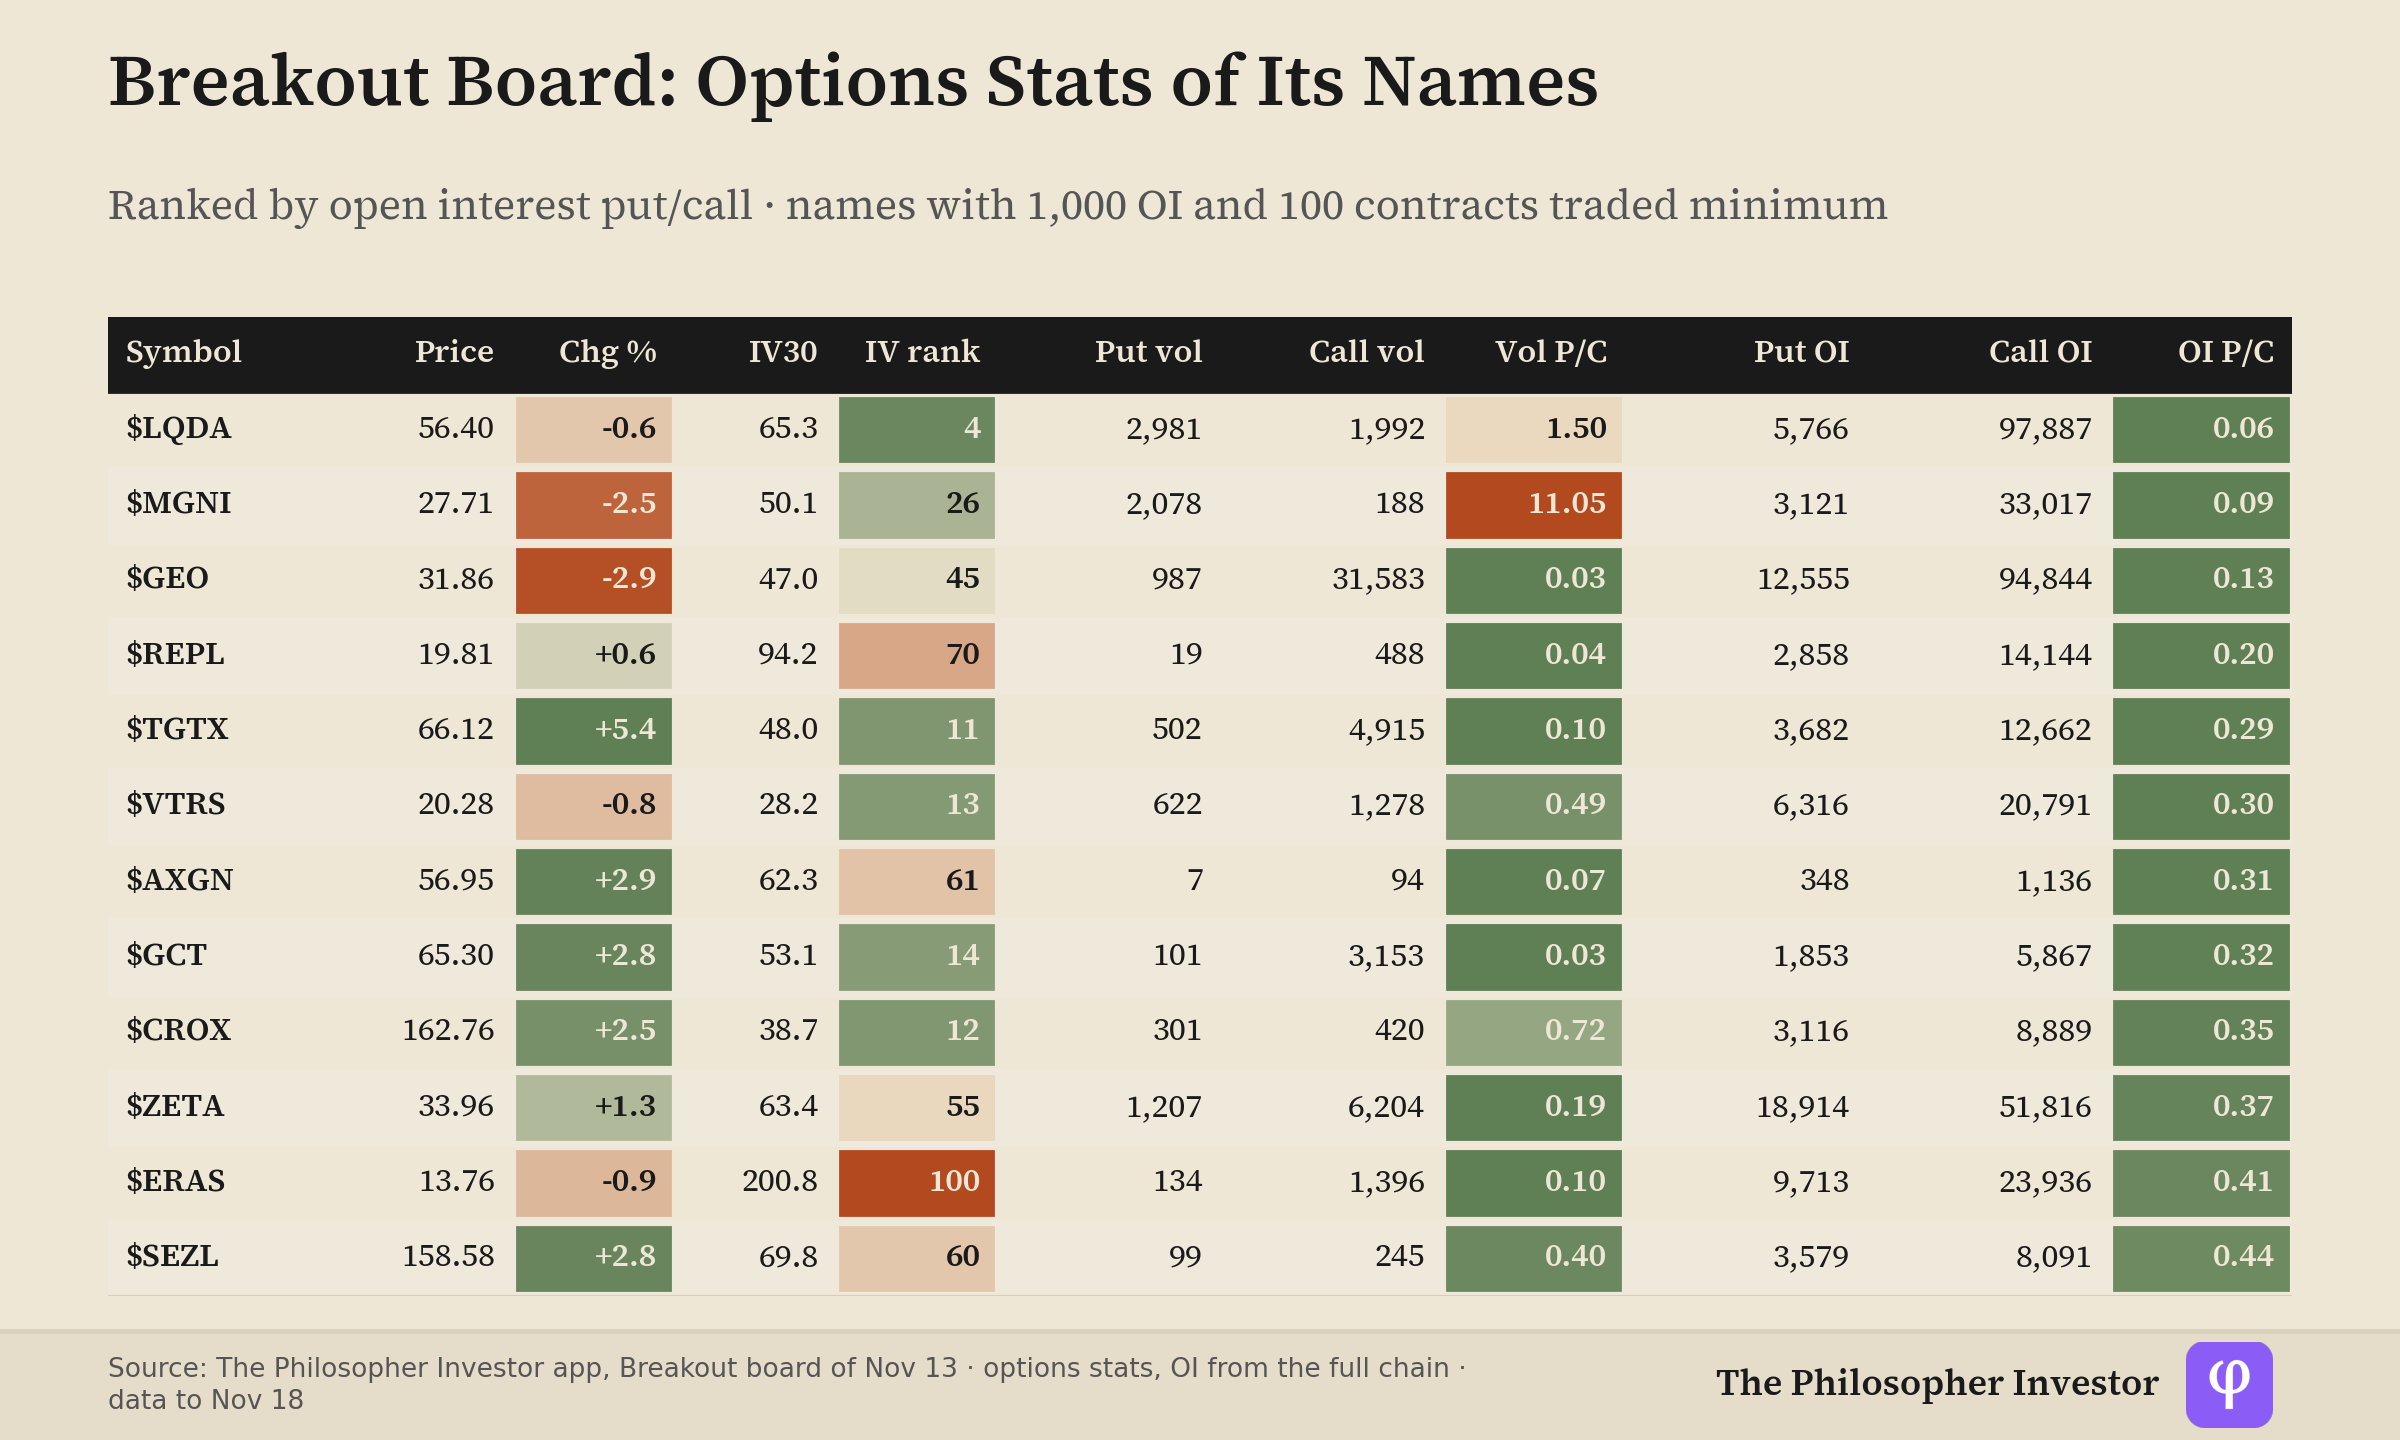 Breakout Board: Options Stats of Its Names
Ranked by open interest put/call · names with 1,000 OI and 100 contracts traded minimum
Symbol Price Chg % IV30 IV rank Put vol Call vol Vol P/C Put OI Call OI OI P/C
$LQDA 56.40 -0.6 65.3 4 2,981 1,992 1.50 5,766 97,887 0.06
$MGNI 27.71 -2.5 50.1 26 2,078 188 11.05 3,121 33,017 0.09
$GEO 31.86 -2.9 47.0 45 987 31,583 0.03 12,555 94,844 0.13
$REPL 19.81 +0.6 94.2 70 19 488 0.04 2,858 14,144 0.20
$TGTX 66.12 +5.4 48.0 11 502 4,915 0.10 3,682 12,662 0.29
$VTRS 20.28 -0.8 28.2 13 622 1,278 0.49 6,316 20,791 0.30
$AXGN 56.95 +2.9 62.3 61 7 94 0.07 348 1,136 0.31
$GCT 65.30 +2.8 53.1 14 101 3,153 0.03 1,853 5,867 0.32
$CROX 162.76 +2.5 38.7 12 301 420 0.72 3,116 8,889 0.35
$ZETA 33.96 +1.3 63.4 55 1,207 6,204 0.19 18,914 51,816 0.37
$ERAS 13.76 -0.9 200.8 100 134 1,396 0.10 9,713 23,936 0.41
$SEZL 158.58 +2.8 69.8 60 99 245 0.40 3,579 8,091 0.44
Source: The Philosopher Investor app, Breakout board of Nov 13 · options stats, OI from the full chain ·
data to Nov 18
The Philosopher Investor φ